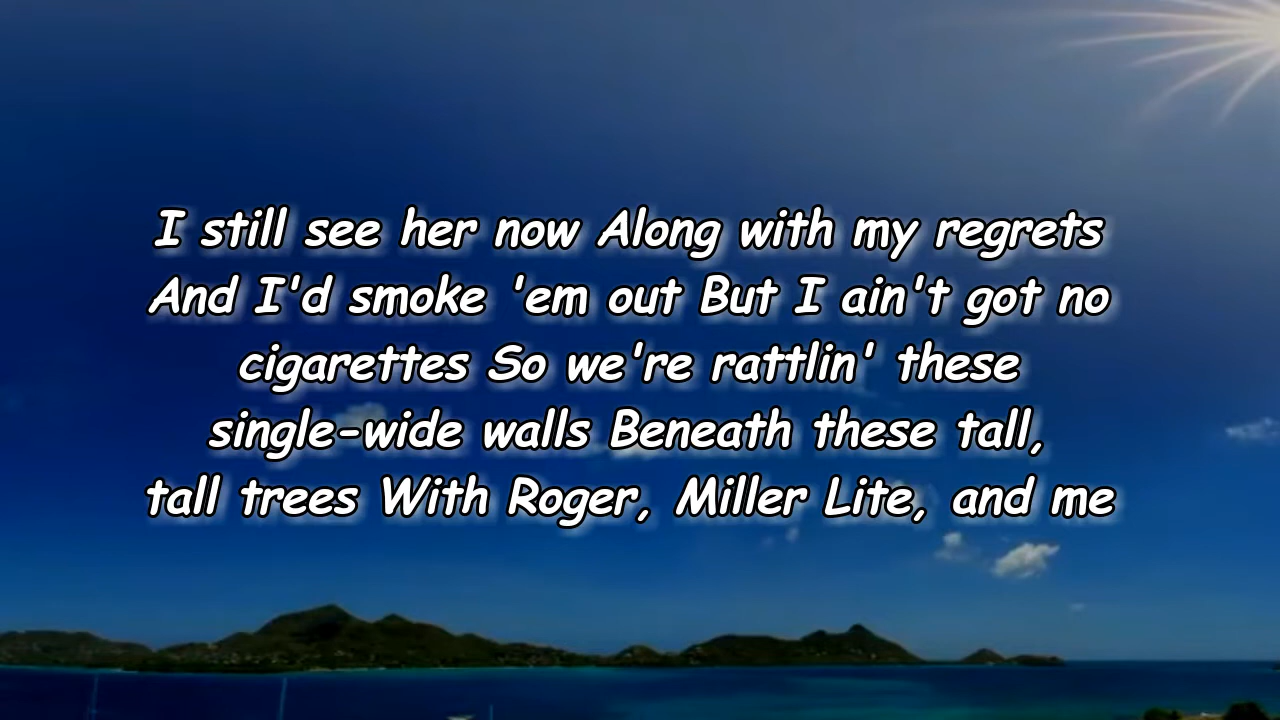 I still see her now Along with my regrets
And I'd smoke 'em out But I ain't got no
cigarettes So we're rattlin' these
single-wide walls Beneath these tall,
tall trees With Roger, Miller Lite, and me